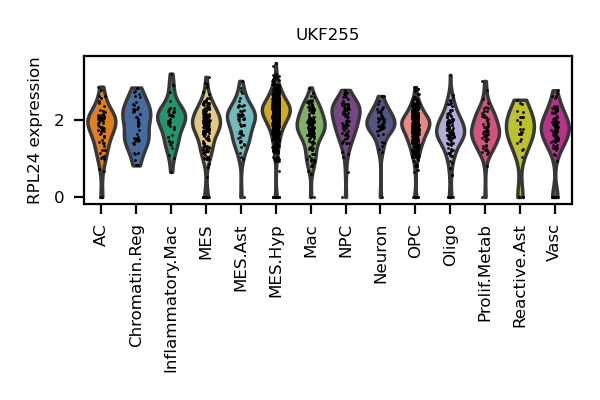 UKF255
RPL24 expression
2
0
AC
Chromatin.Reg
Inflammatory.Mac
MES
MES.Ast
MES.Hyp
Mac
NPC
Neuron
OPC
Oligo
Prolif.Metab
Reactive.Ast
Vasc